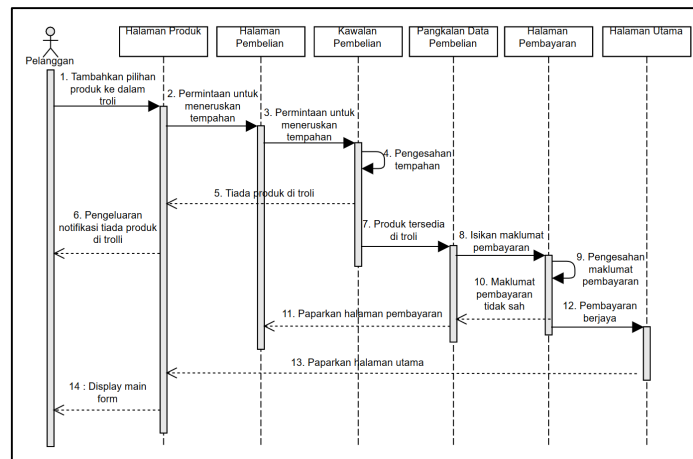 Pelanggan
Halaman Produk
Halaman
Pembelian
Kawalan
Pembelian
Pangkalan Data
Pembelian
Halaman
Pembayaran
Halaman Utama
1. Tambahkan pilihan
produk ke dalam
troli
2. Permintaan untuk
meneruskan
tempahan
3. Permintaan untuk
meneruskan
tempahan
4. Pengesahan
tempahan
5. Tiada produk di troli
6. Pengeluaran
notifikasi tiada produk
di trolli
7. Produk tersedia
di troli
8. Isikan maklumat
pembayaran
9. Pengesahan
maklumat
pembayaran
10. Maklumat
pembayaran
tidak sah
11. Paparkan halaman pembayaran
12. Pembayaran
berjaya
13. Paparkan halaman utama
14 : Display main
form